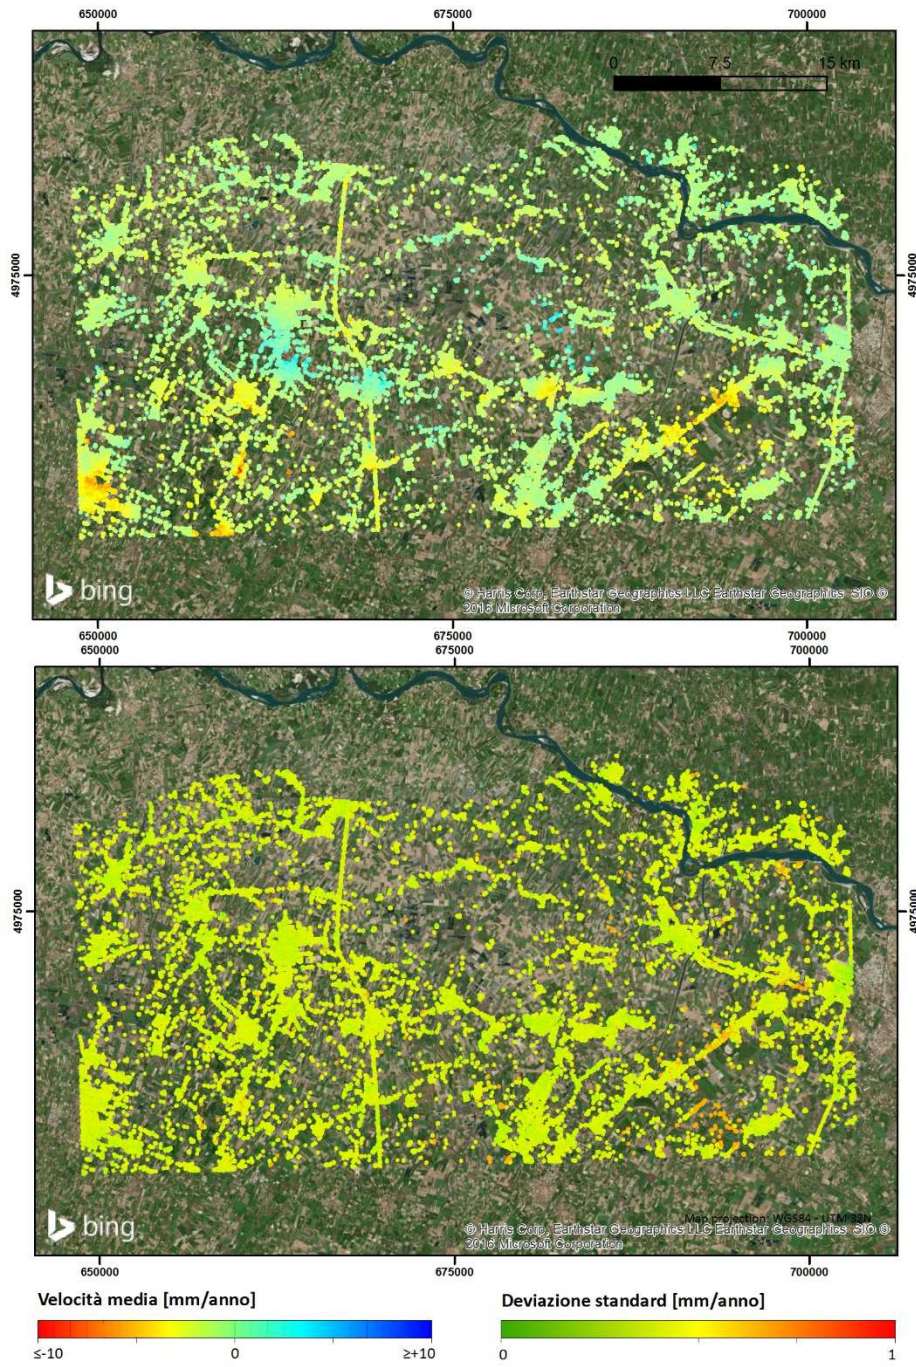 650000 675000 700000
0 7.5 15 km
4975000 4975000
bing
© Harris Corp, Earthstar Geographics LLC Earthstar Geographics SIO ©
2016 Microsoft Corporation
650000 675000 700000
650000 675000 700000
4975000 4975000
bing
Map projection: WGS84 - UTM 32N
© Harris Corp, Earthstar Geographics LLC Earthstar Geographics SIO ©
2016 Microsoft Corporation
650000 675000 700000
Velocità media [mm/anno]
≤-10 0 ≥+10
Deviazione standard [mm/anno]
0 1